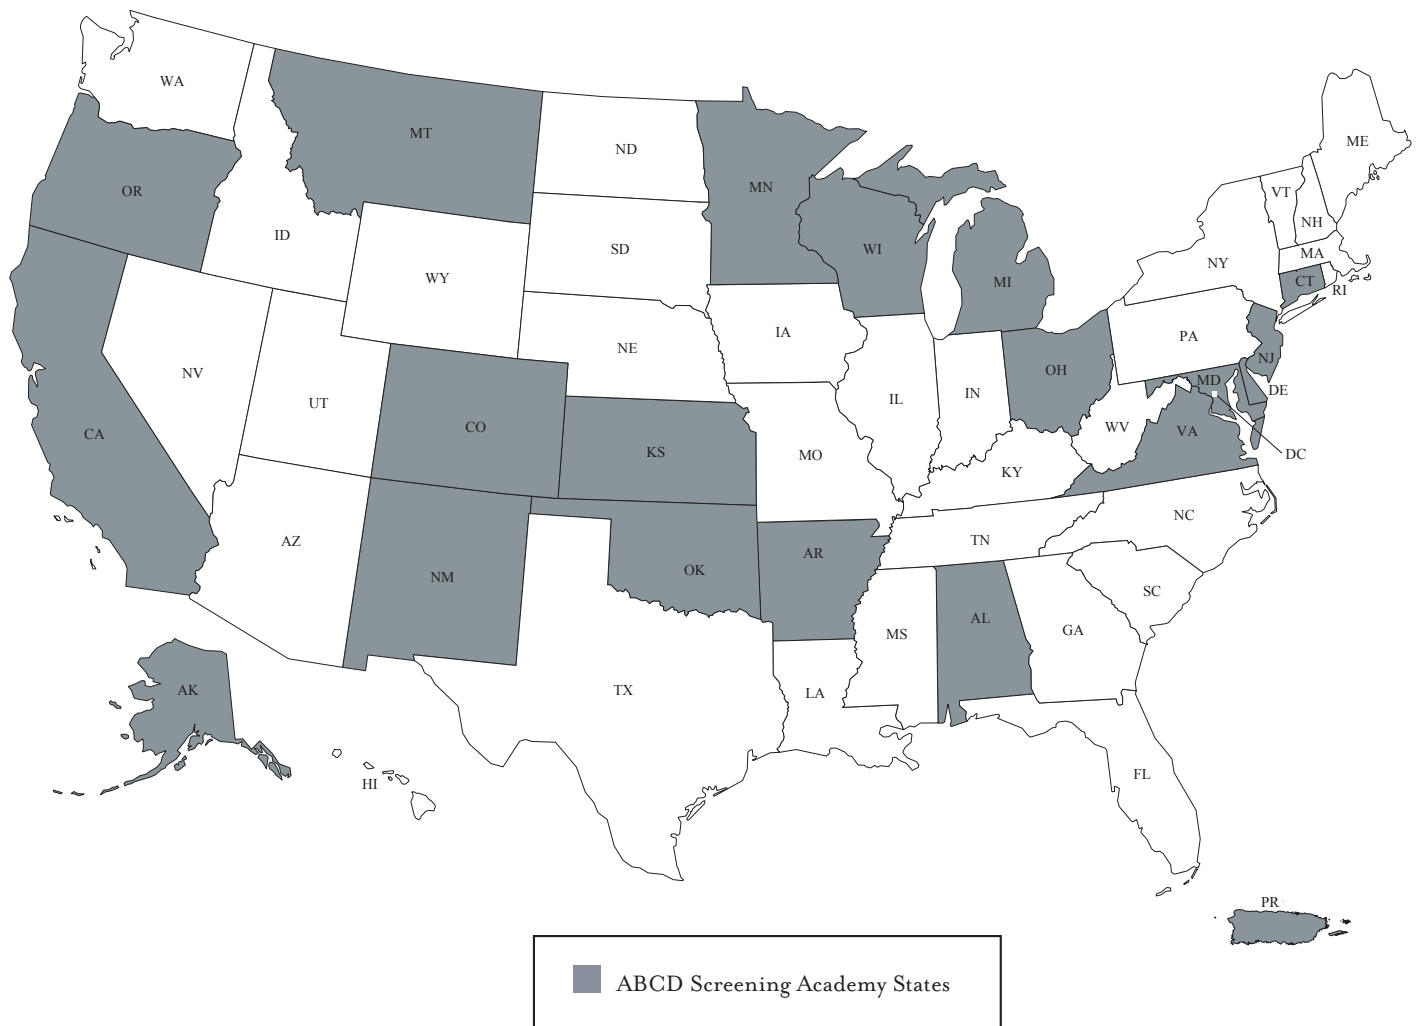 WA
MT
ND
MN
ME
OR
ID
SD
WI
VT
NH
WY
MI
NY
MA
CT
RI
IA
NE
PA
NV
UT
CO
KS
IL
IN
OH
NJ
MD
DE
CA
MO
WV
VA
DC
KY
AZ
NM
OK
AR
TN
NC
SC
MS
AL
GA
LA
TX
AK
HI
FL
PR
ABCD Screening Academy States